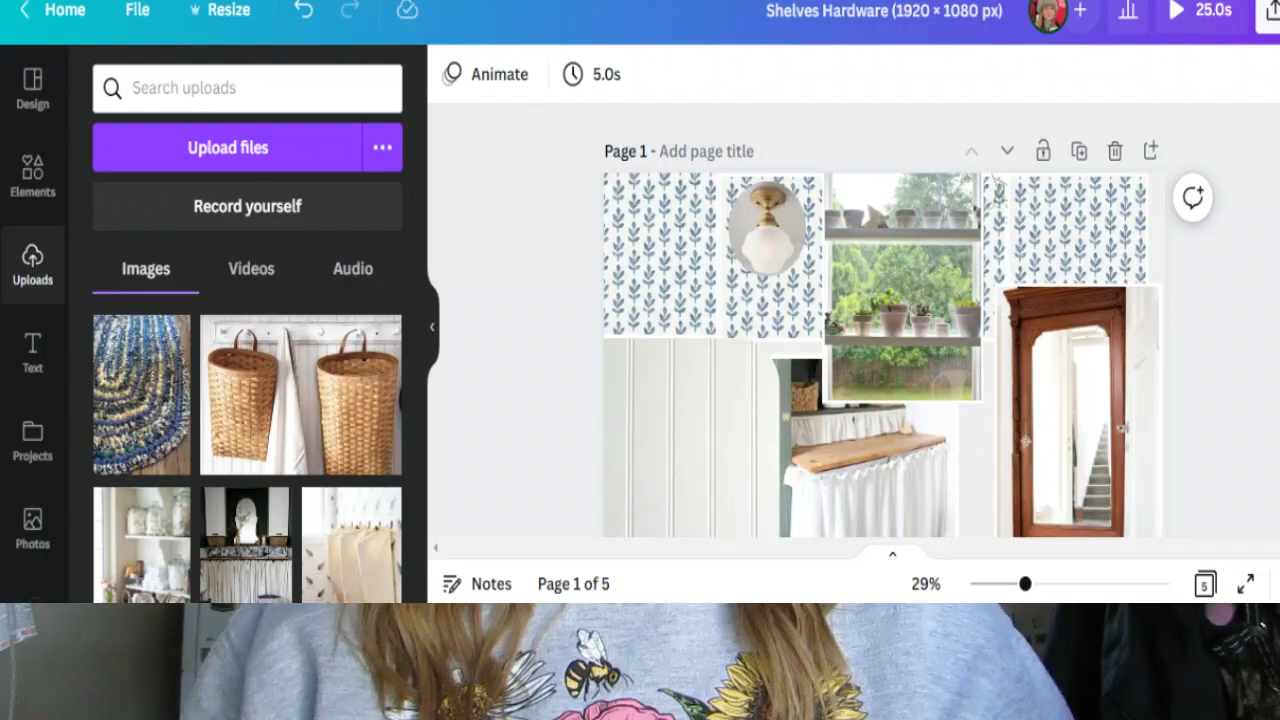 Home File Resize Shelves Hardware (1920 × 1080 px) 25.0s
Design
Search uploads
Animate 5.0s
Upload files
Page 1 - Add page title
Elements
Record yourself
Uploads
Images Videos Audio
Text
Projects
Photos
Notes Page 1 of 5 29% 5